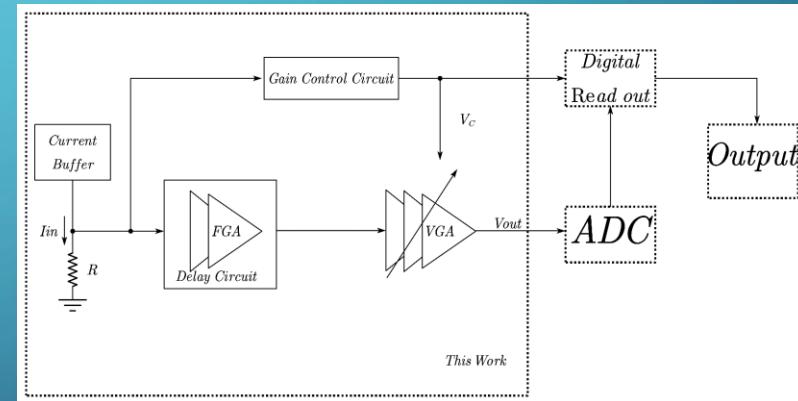 Gain Control Circuit
Digital
Read out
V_C
Current
Buffer
Output
Iin
FGA
VGA
Vout
ADC
R
Delay Circuit
This Work